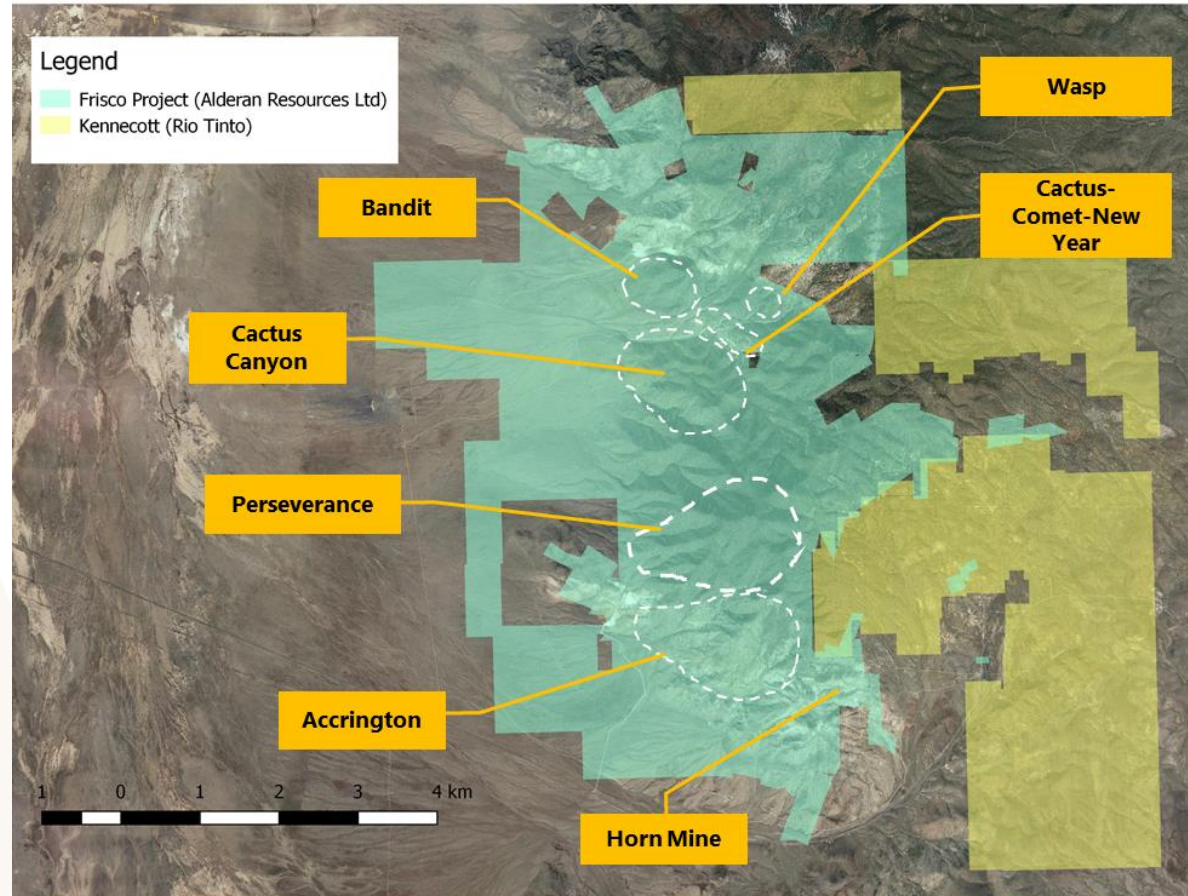 Legend
Frisco Project (Alderan Resources Ltd)
Kennecott (Rio Tinto)
Wasp
Bandit
Cactus-
Comet-New
Year
Cactus
Canyon
Perseverance
Accrington
1 0 1 2 3 4 km
Horn Mine